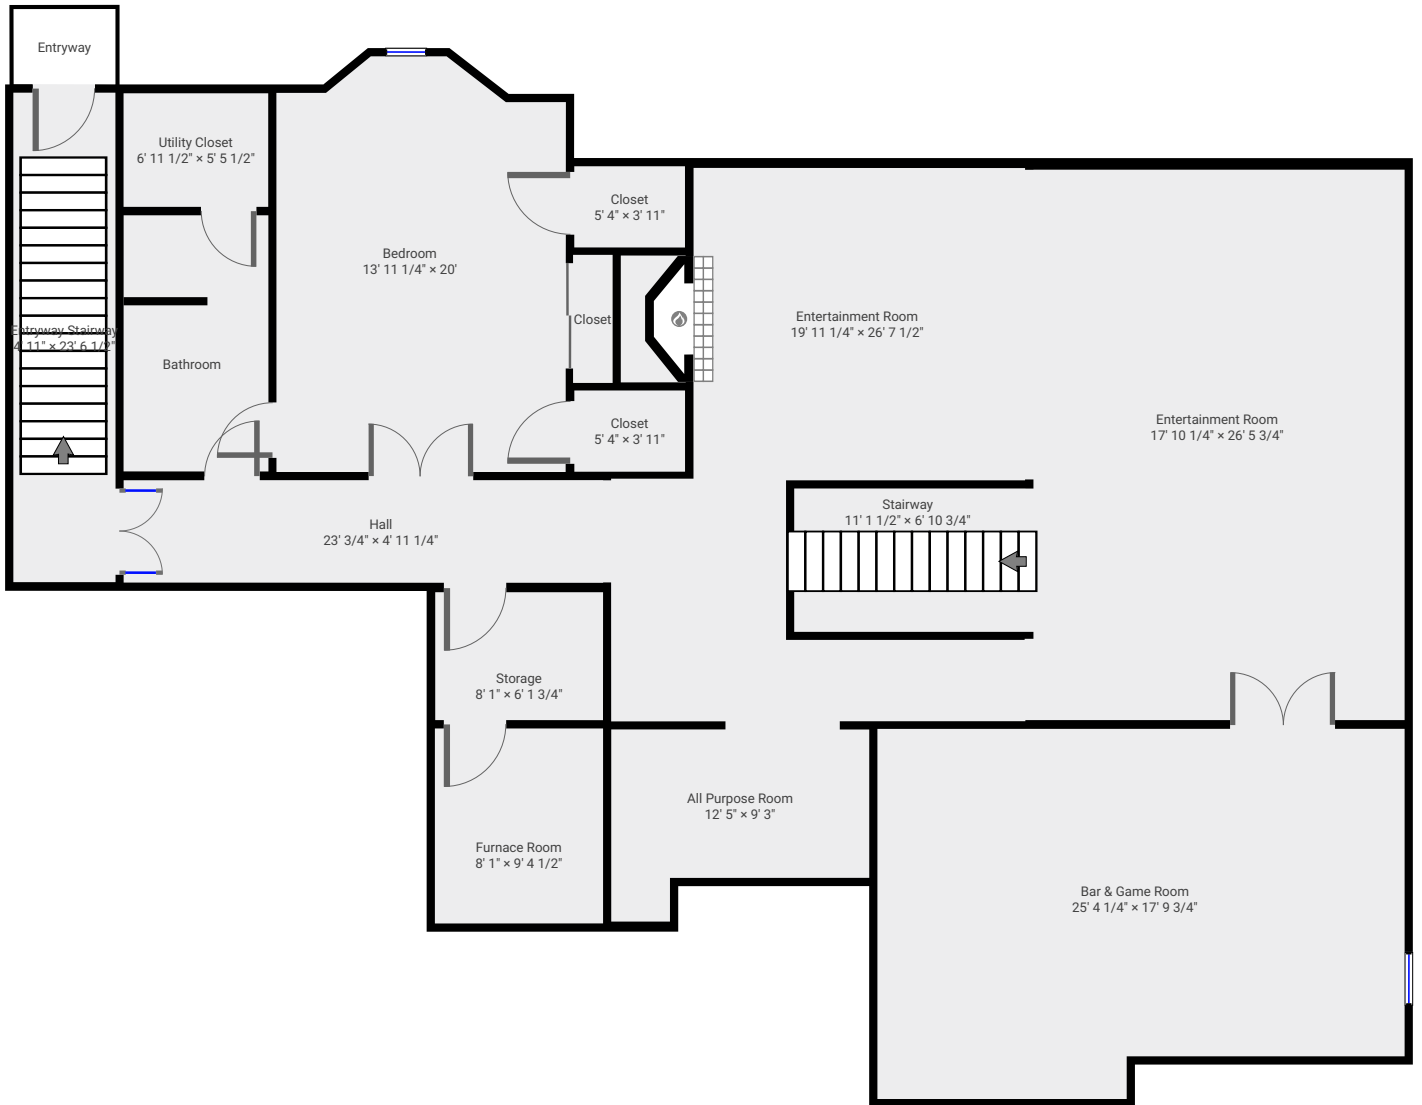 Entryway
Utility Closet
6' 11 1/2" × 5' 5 1/2"
Closet
5' 4" × 3' 11"
Bedroom
13' 11 1/4" × 20'
Entertainment Room
19' 11 1/4" × 26' 7 1/2"
Closet
Entryway Stairway
4' 11" × 23' 6 1/2"
Bathroom
Closet
5' 4" × 3' 11"
Entertainment Room
17' 10 1/4" × 26' 5 3/4"
Stairway
11' 1 1/2" × 6' 10 3/4"
Hall
23' 3/4" × 4' 11 1/4"
Storage
8' 1" × 6' 1 3/4"
All Purpose Room
12' 5" × 9' 3"
Furnace Room
8' 1" × 9' 4 1/2"
Bar & Game Room
25' 4 1/4" × 17' 9 3/4"